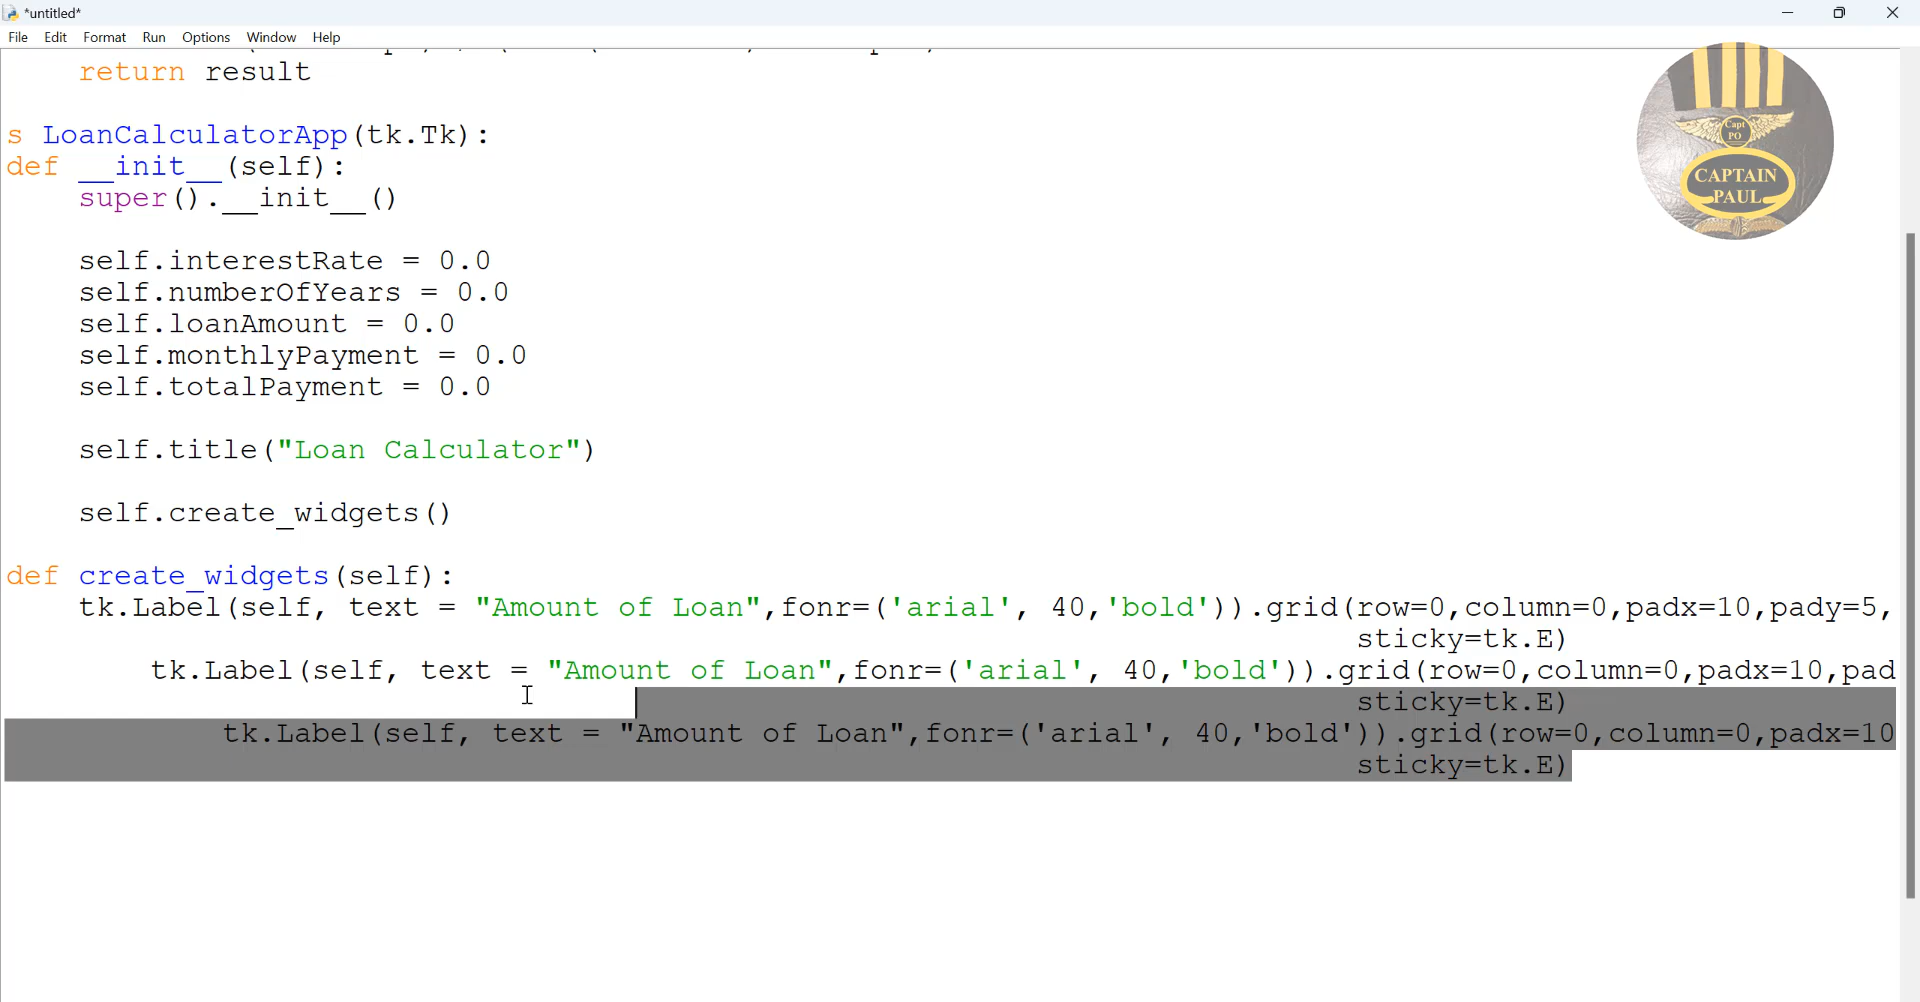 *untitled*
File Edit Format Run Options Window Help
return result
s LoanCalculatorApp(tk.Tk):
def __init__(self):
super().__init__()
self.interestRate = 0.0
self.numberOfYears = 0.0
self.loanAmount = 0.0
self.monthlyPayment = 0.0
self.totalPayment = 0.0
self.title("Loan Calculator")
self.create_widgets()
def create_widgets(self):
tk.Label(self, text = "Amount of Loan",fonr=('arial', 40,'bold')).grid(row=0,column=0,padx=10,pady=5,
sticky=tk.E)
tk.Label(self, text = "Amount of Loan",fonr=('arial', 40,'bold')).grid(row=0,column=0,padx=10,pad
sticky=tk.E)
tk.Label(self, text = "Amount of Loan",fonr=('arial', 40,'bold')).grid(row=0,column=0,padx=10
sticky=tk.E)
Capt
PO
CAPTAIN
PAUL